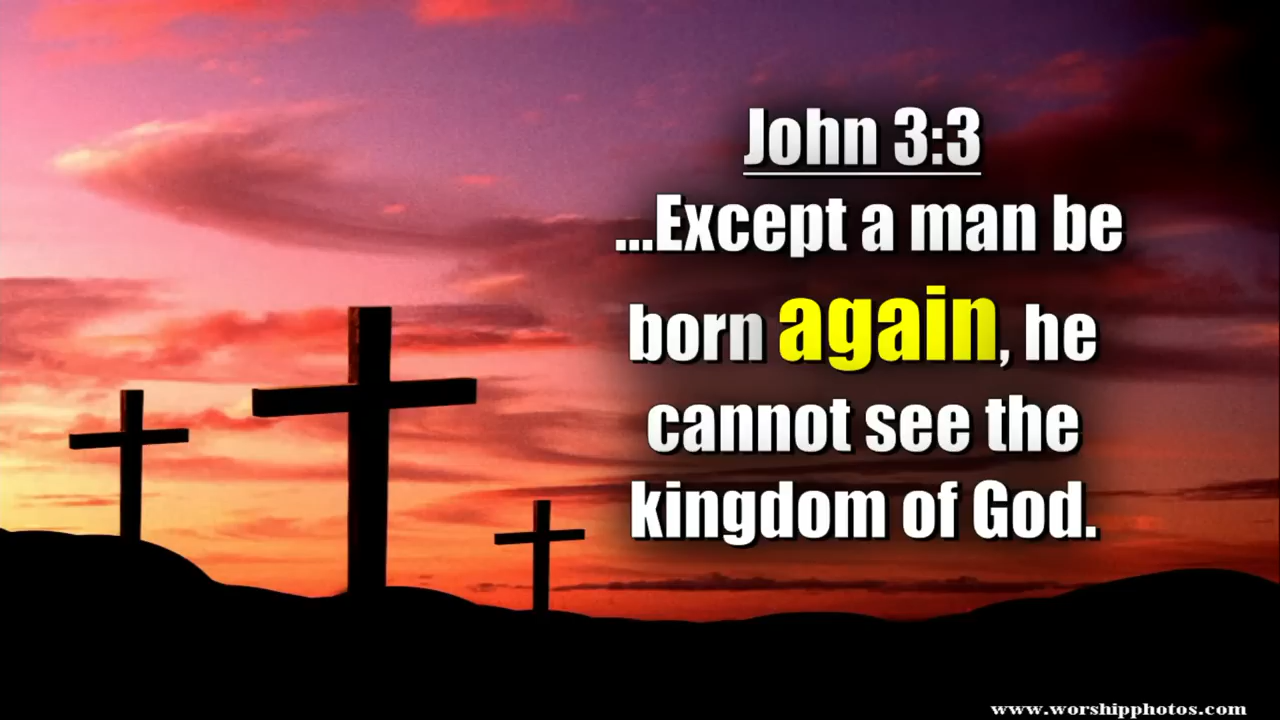 John 3:3
...Except a man be
born again, he
cannot see the
kingdom of God.
www.worshipphotos.com